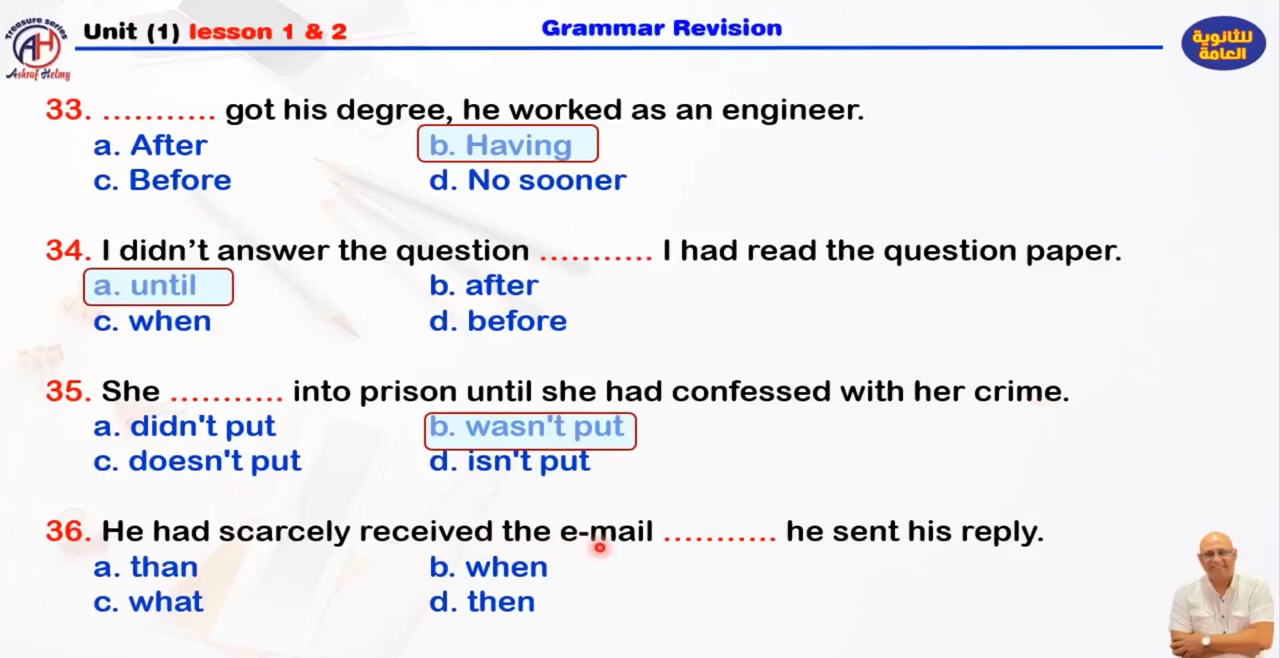 Treasure series
AH
Ashraf Helmy
Unit (1) lesson 1 & 2
Grammar Revision
للثانوية
العامة
33. ........... got his degree, he worked as an engineer.
a. After b. Having
c. Before d. No sooner
34. I didn't answer the question ........... I had read the question paper.
a. until b. after
c. when d. before
35. She ........... into prison until she had confessed with her crime.
a. didn't put b. wasn't put
c. doesn't put d. isn't put
36. He had scarcely received the e-mail ........... he sent his reply.
a. than b. when
c. what d. then